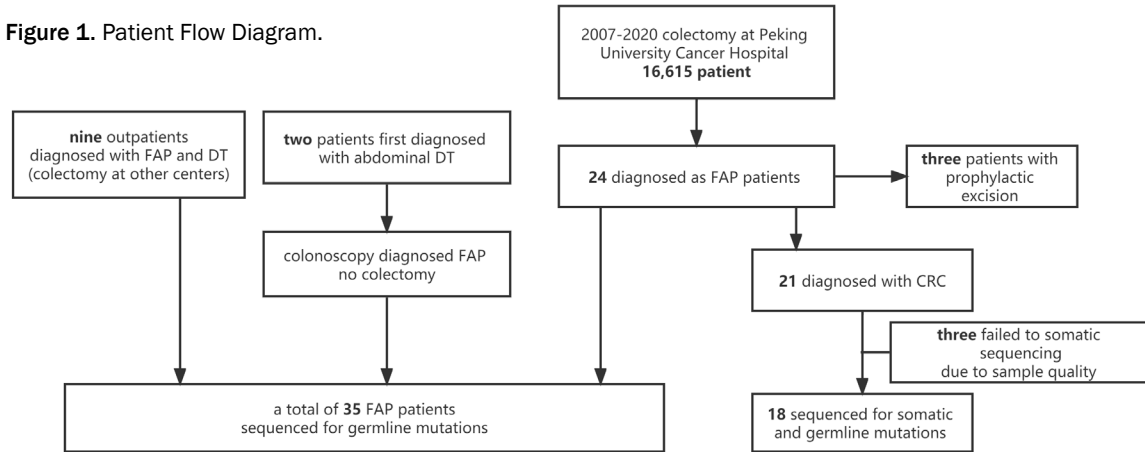 Figure 1. Patient Flow Diagram.
2007-2020 colectomy at Peking
University Cancer Hospital
16,615 patient
nine outpatients
diagnosed with FAP and DT
(colectomy at other centers)
two patients first diagnosed
with abdominal DT
24 diagnosed as FAP patients
three patients with
prophylactic
excision
colonoscopy diagnosed FAP
no colectomy
21 diagnosed with CRC
three failed to somatic
sequencing
due to sample quality
a total of 35 FAP patients
sequenced for germline mutations
18 sequenced for somatic
and germline mutations